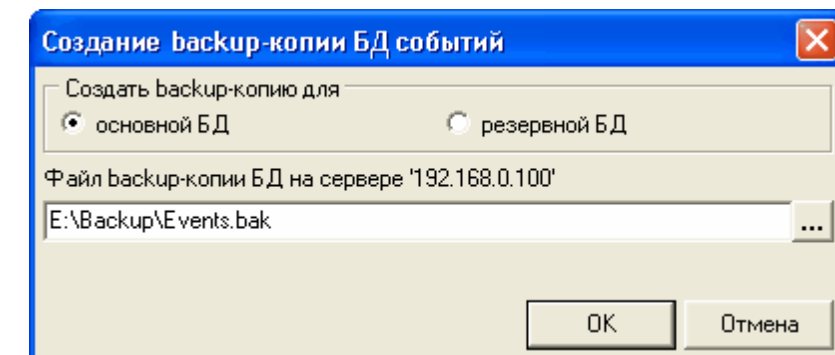 Создание backup-копии БД событий
Создать backup-копию для
основной БД резервной БД
Файл backup-копии БД на сервере '192.168.0.100'
E:\Backup\Events.bak ...
OK Отмена